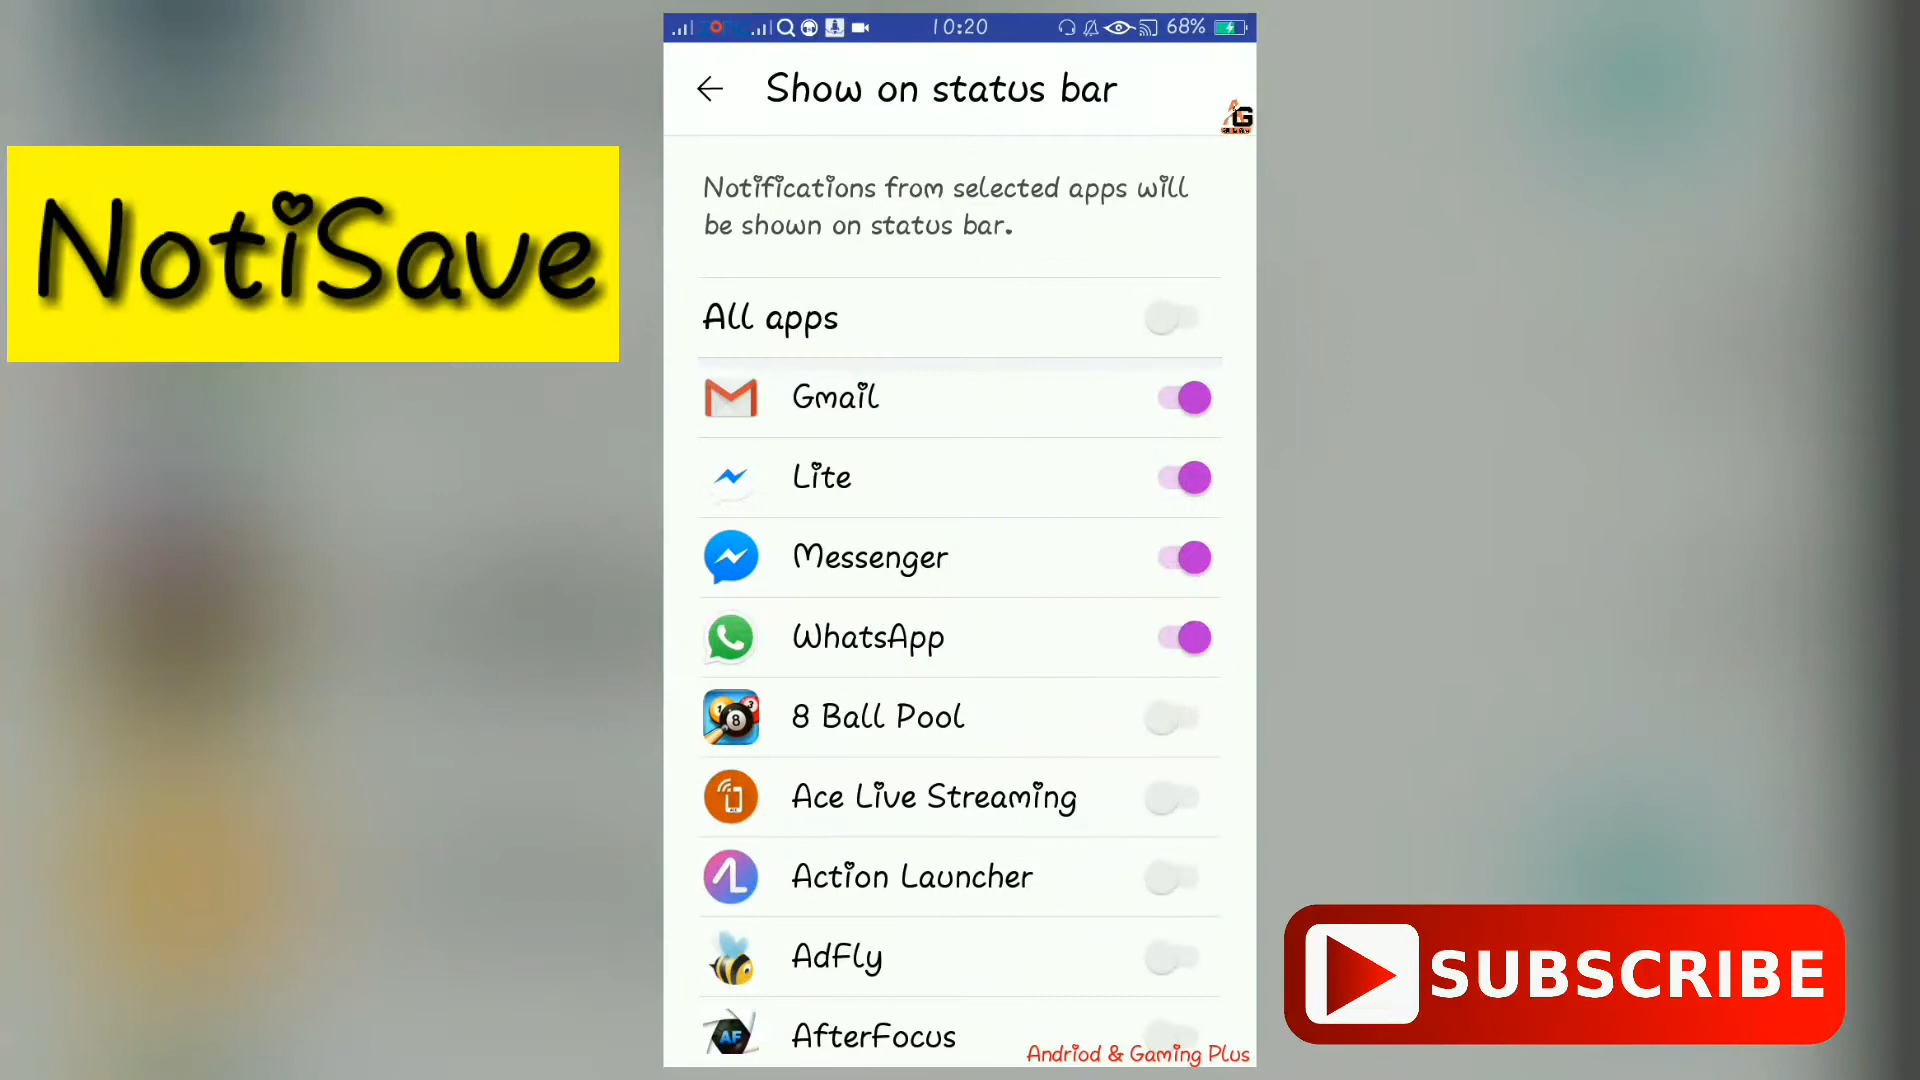 NotiSave
10:20
68%
Show on status bar
Notifications from selected apps will
be shown on status bar.
All apps
Gmail
Lite
Messenger
WhatsApp
8 Ball Pool
Ace Live Streaming
Action Launcher
AdFly
AfterFocus
AF
Andriod & Gaming Plus
SUBSCRIBE